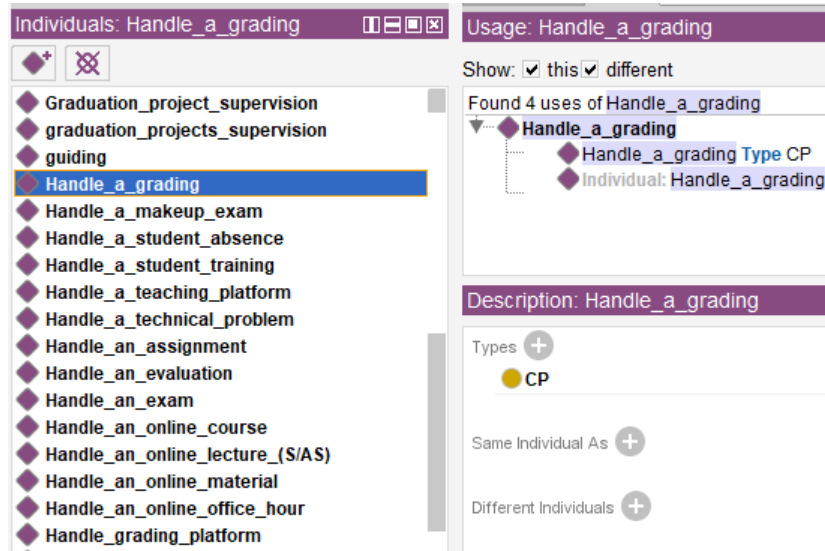 Individuals: Handle_a_grading
Graduation_project_supervision
graduation_projects_supervision
guiding
Handle_a_grading
Handle_a_makeup_exam
Handle_a_student_absence
Handle_a_student_training
Handle_a_teaching_platform
Handle_a_technical_problem
Handle_an_assignment
Handle_an_evaluation
Handle_an_exam
Handle_an_online_course
Handle_an_online_lecture_(S/AS)
Handle_an_online_material
Handle_an_online_office_hour
Handle_grading_platform
Usage: Handle_a_grading
Show: this different
Found 4 uses of Handle_a_grading
Handle_a_grading
Handle_a_grading Type CP
Individual: Handle_a_grading
Description: Handle_a_grading
Types
CP
Same Individual As
Different Individuals